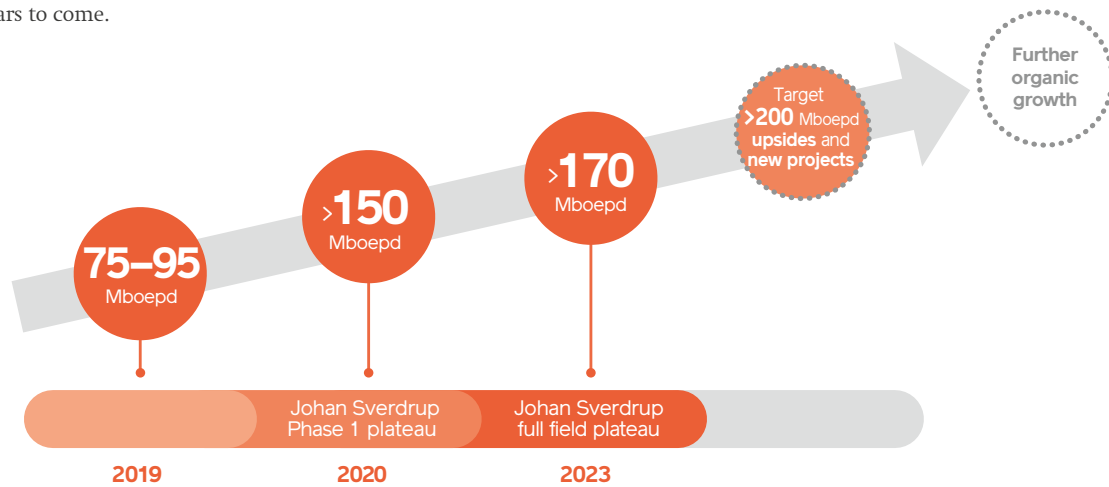 ars to come.
Further
organic
growth
Target
>200 Mboepd
upsides and
new projects
>170
Mboepd
>150
Mboepd
75–95
Mboepd
Johan Sverdrup
Phase 1 plateau
Johan Sverdrup
full field plateau
2019
2020
2023